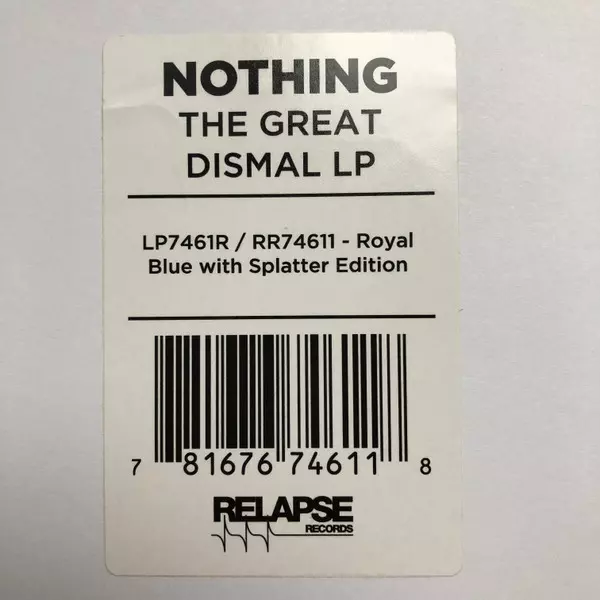 NOTHING
THE GREAT
DISMAL LP
LP7461R / RR74611 - Royal
Blue with Splatter Edition
7 81676 74611 8
RELAPSE
RECORDS